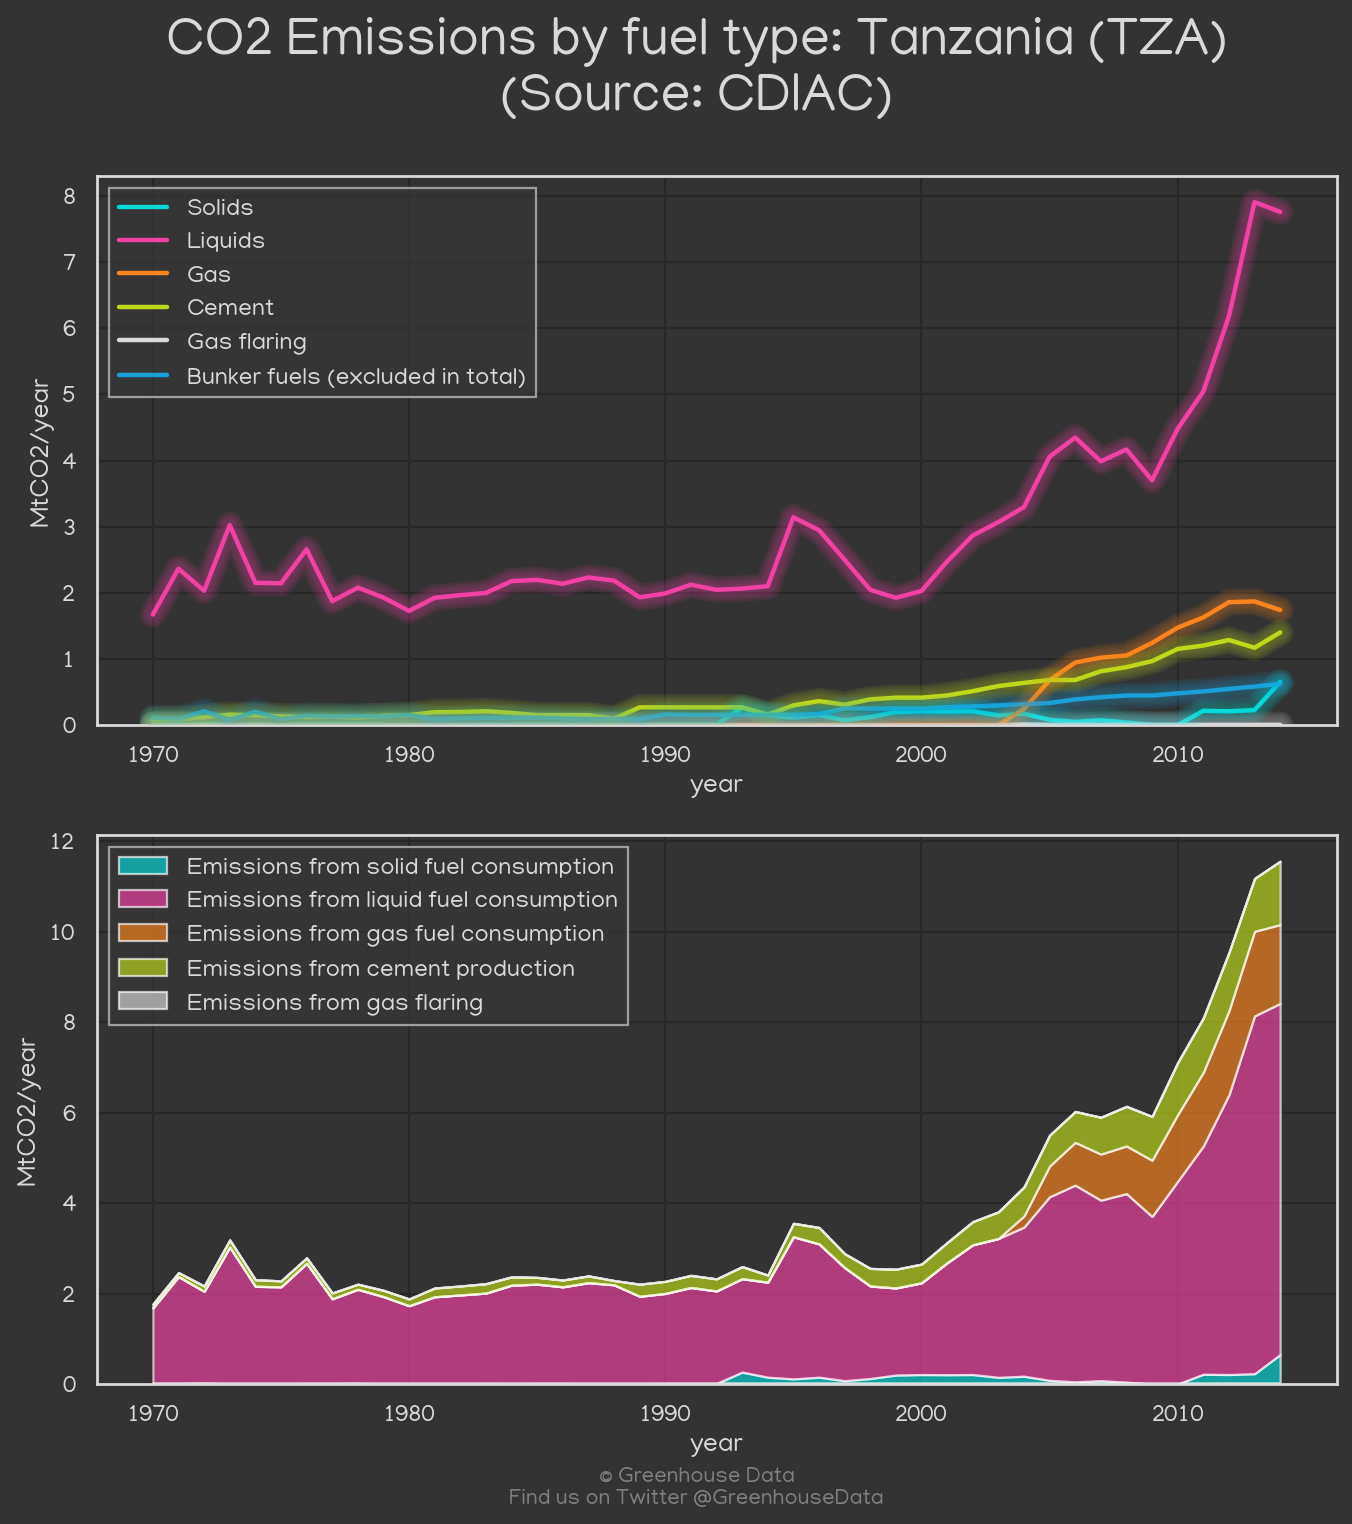 CO2 Emissions by fuel type: Tanzania (TZA)
(Source: CDIAC)
Solids
Liquids
Gas
Cement
Gas flaring
Bunker fuels (excluded in total)
MtCO2/year
8
7
6
5
4
3
2
1
0
1970 1980 1990 2000 2010
year
Emissions from solid fuel consumption
Emissions from liquid fuel consumption
Emissions from gas fuel consumption
Emissions from cement production
Emissions from gas flaring
MtCO2/year
12
10
8
6
4
2
0
1970 1980 1990 2000 2010
year
© Greenhouse Data
Find us on Twitter @GreenhouseData